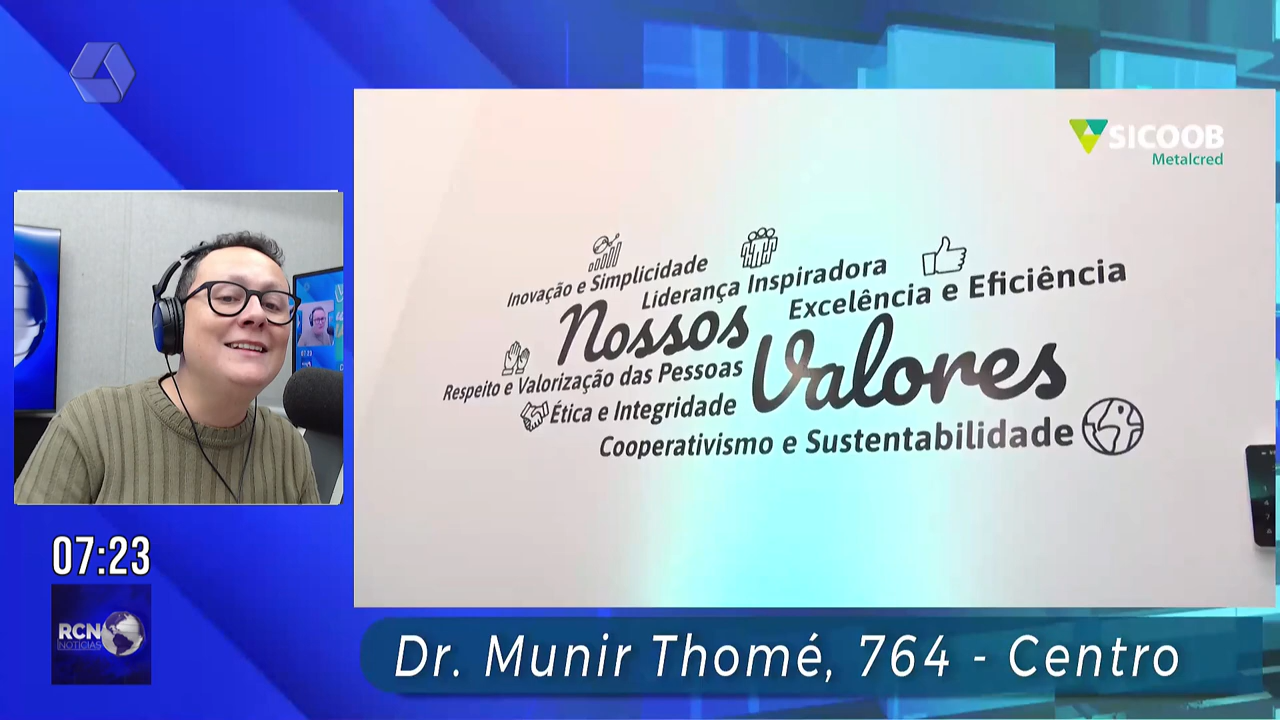 SICOOB
Metalcred
Inovação e Simplicidade
Liderança Inspiradora
Excelência e Eficiência
Nossos Valores
Respeito e Valorização das Pessoas
Ética e Integridade
Cooperativismo e Sustentabilidade
07:23
RCN
NOTÍCIAS
Dr. Munir Thomé, 764 - Centro